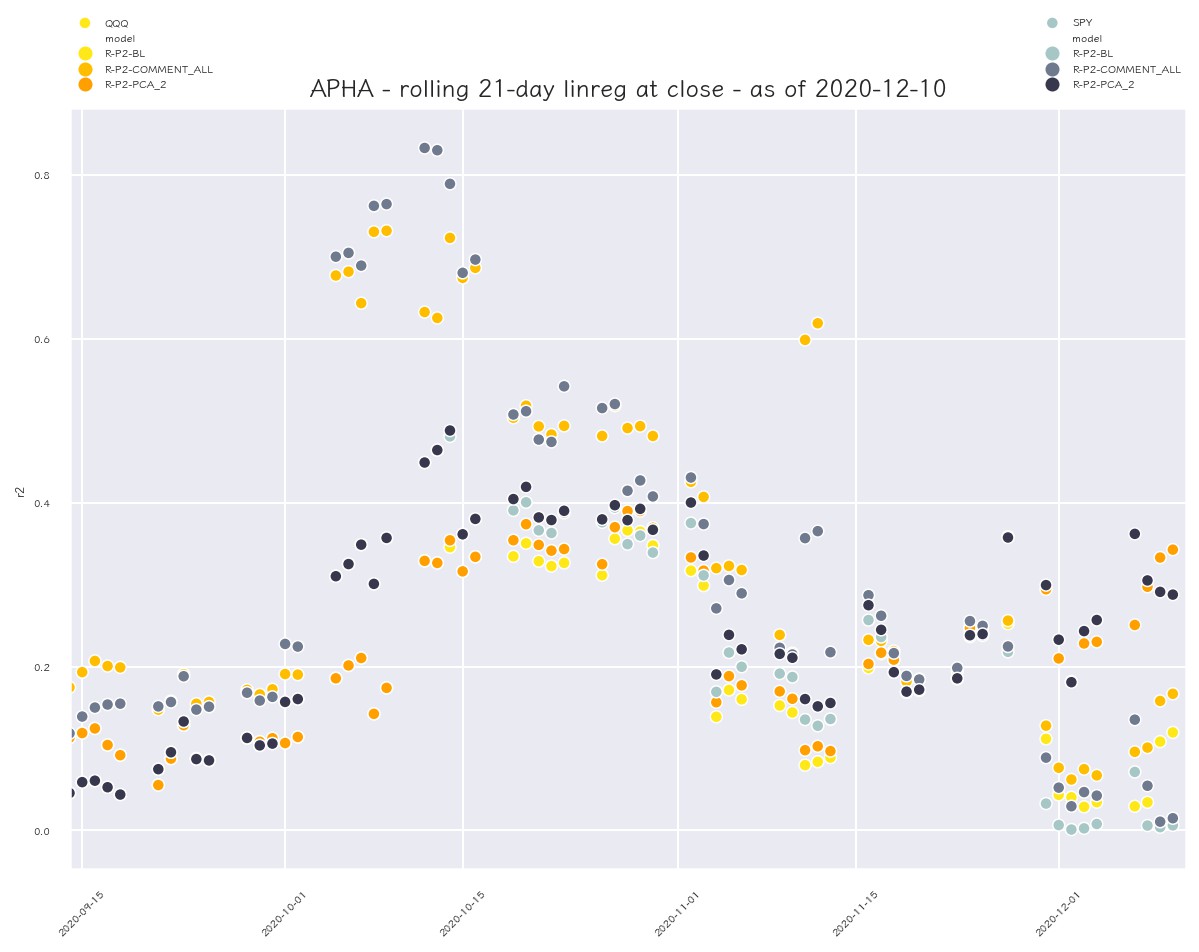 QQQ
model
R-P2-BL
R-P2-COMMENT_ALL
R-P2-PCA_2
SPY
model
R-P2-BL
R-P2-COMMENT_ALL
R-P2-PCA_2
APHA - rolling 21-day linreg at close - as of 2020-12-10
r2
0.8
0.6
0.4
0.2
0.0
2020-09-15
2020-10-01
2020-10-15
2020-11-01
2020-11-15
2020-12-01